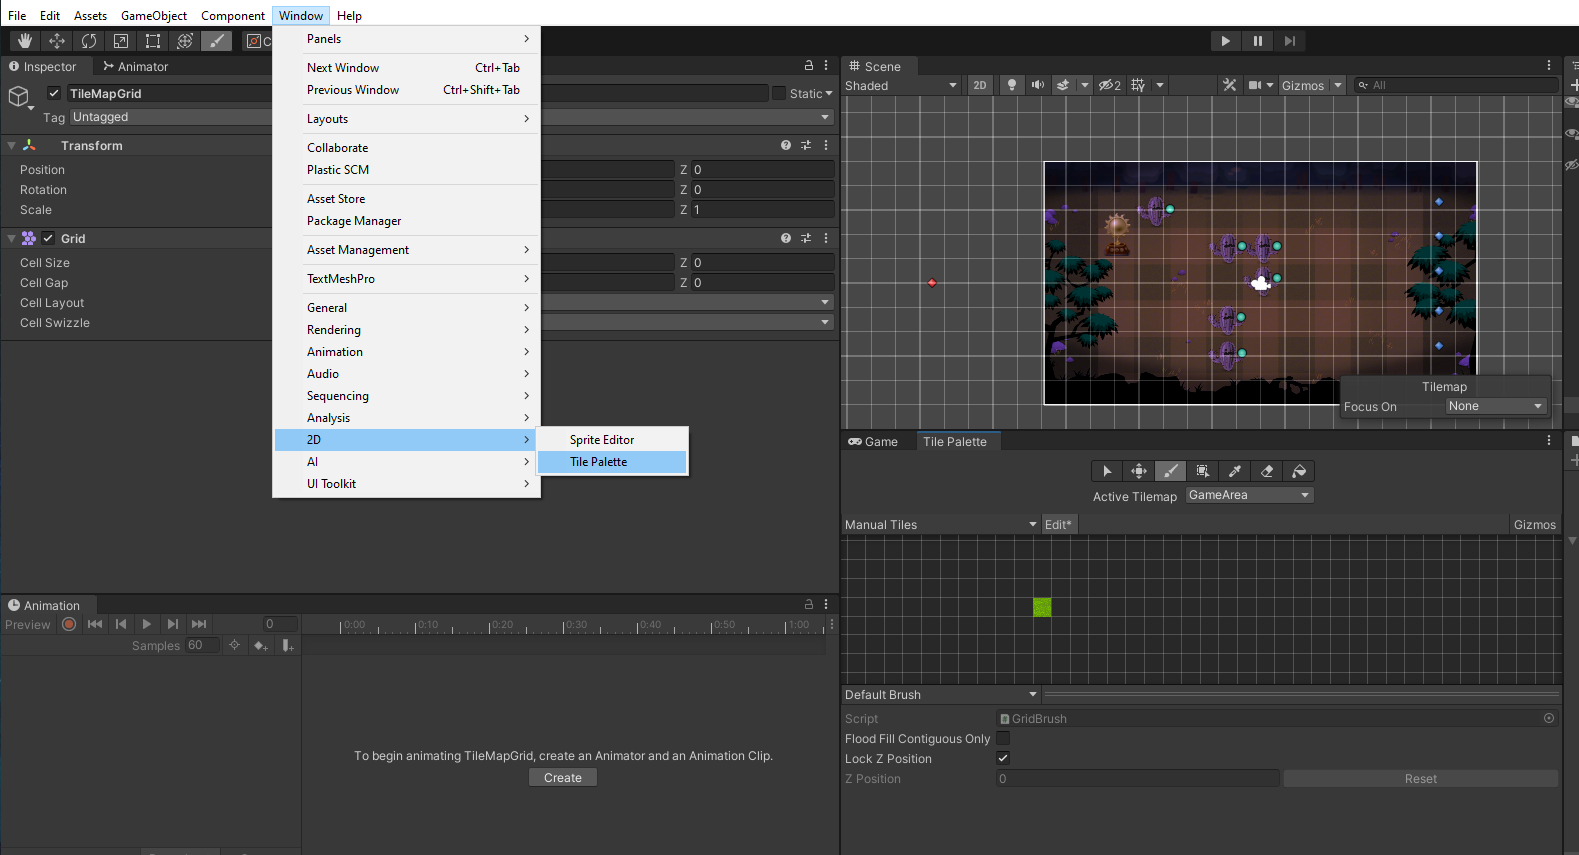 File Edit Assets GameObject Component Window Help
Inspector Animator
TileMapGrid Static
Tag Untagged
Transform
Position Z 0
Rotation Z 0
Scale Z 1
Grid
Cell Size Z 0
Cell Gap Z 0
Cell Layout
Cell Swizzle
Panels
Next Window Ctrl+Tab
Previous Window Ctrl+Shift+Tab
Layouts
Collaborate
Plastic SCM
Asset Store
Package Manager
Asset Management
TextMeshPro
General
Rendering
Animation
Audio
Sequencing
Analysis
2D
AI
UI Toolkit
Sprite Editor
Tile Palette
Scene
Shaded 2D 2 Gizmos All
Tilemap
Focus On None
Game Tile Palette
Active Tilemap GameArea
Manual Tiles Edit* Gizmos
Default Brush
Script GridBrush
Flood Fill Contiguous Only
Lock Z Position
Z Position 0 Reset
Animation
Preview 0 0:00 0:10 0:20 0:30 0:40 0:50 1:00
Samples 60
To begin animating TileMapGrid, create an Animator and an Animation Clip.
Create